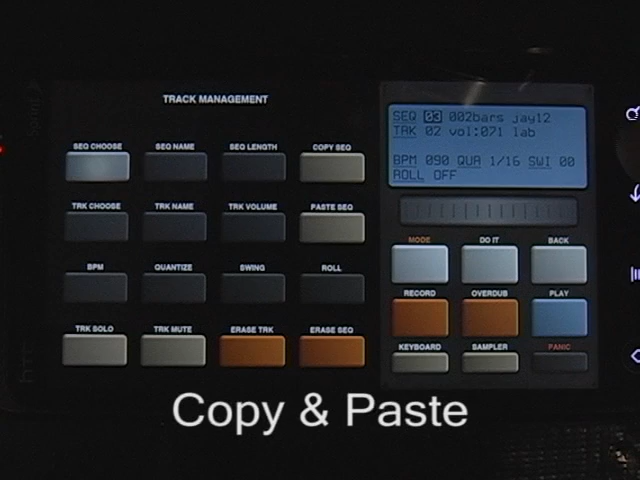 TRACK MANAGEMENT
SEQ CHOOSE SEQ NAME SEQ LENGTH COPY SEQ
TRK CHOOSE TRK NAME TRK VOLUME PASTE SEQ
BPM QUANTIZE SWING ROLL
TRK SOLO TRK MUTE ERASE TRK ERASE SEQ
SEQ 03 002bars jay12
TRK 02 vol:071 lab
BPM 090 QUA 1/16 SWI 00
ROLL OFF
MODE DO IT BACK
RECORD OVERDUB PLAY
KEYBOARD SAMPLER PANIC
Copy & Paste